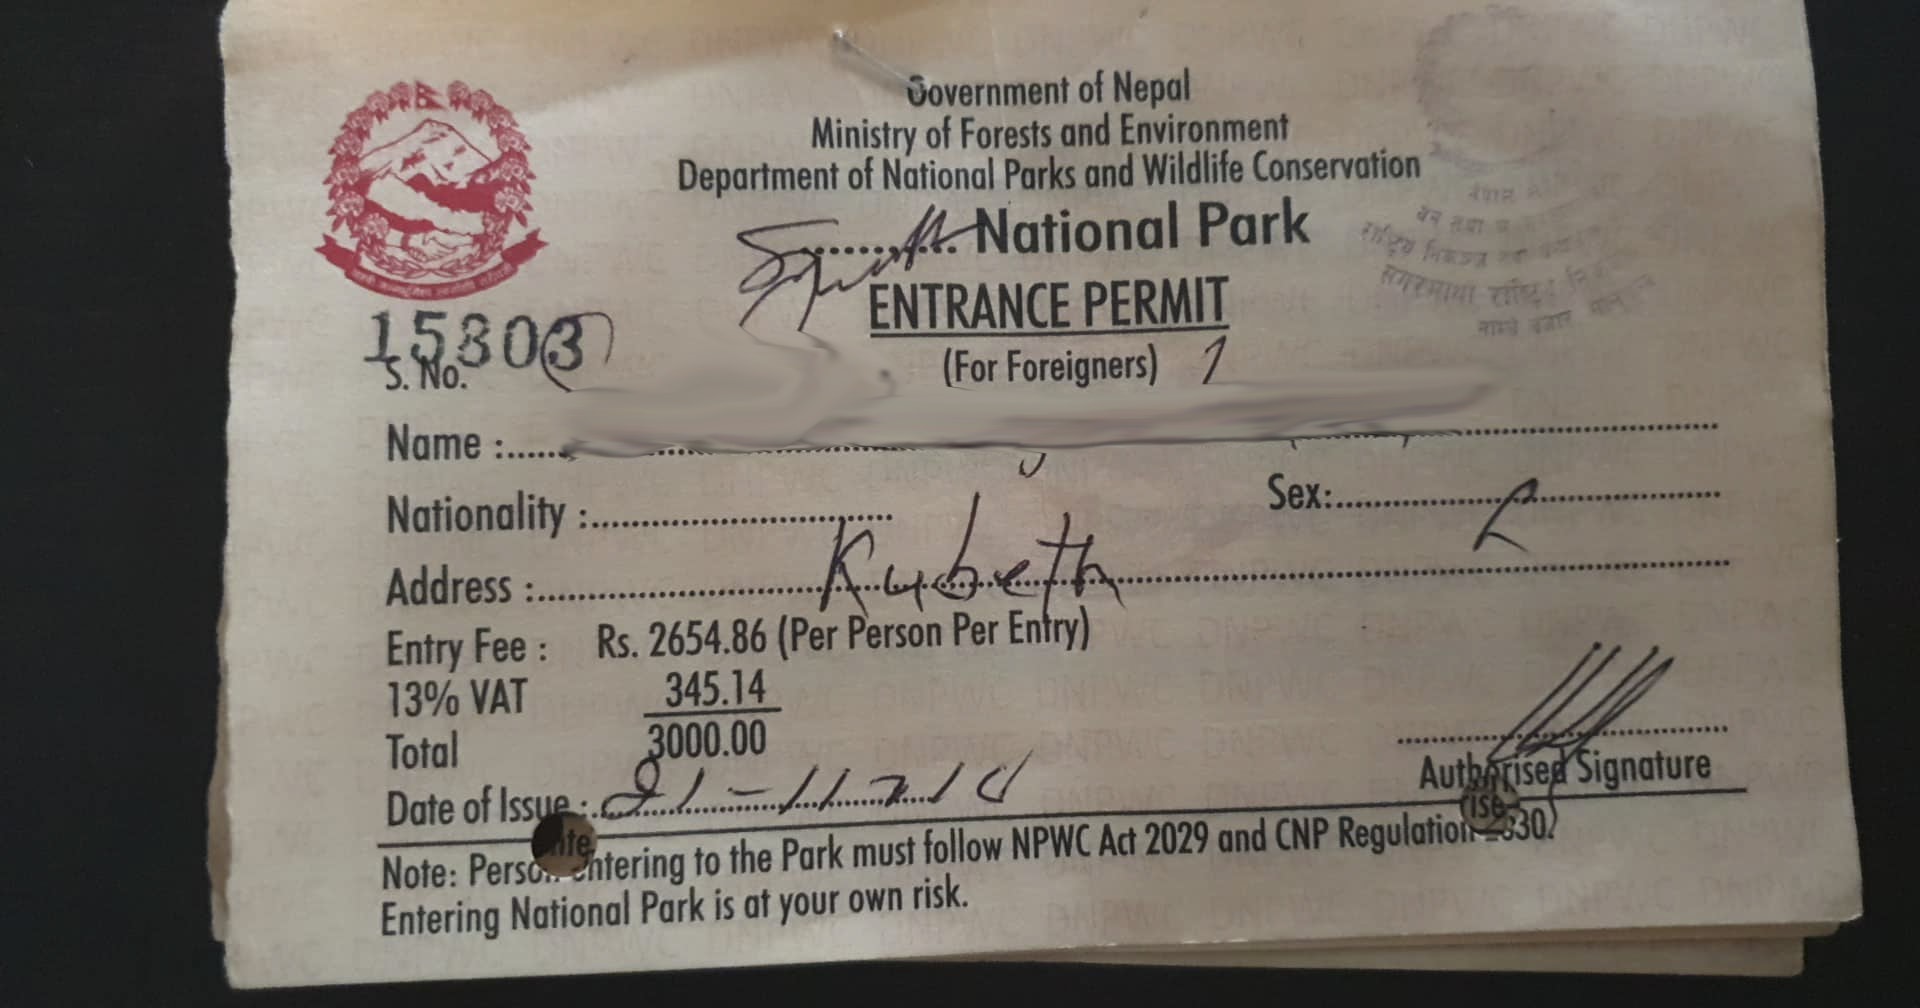 Government of Nepal
Ministry of Forests and Environment
Department of National Parks and Wildlife Conservation
National Park
ENTRANCE PERMIT
(For Foreigners) 1
15303
S. No.
Name :
Nationality :
Sex:
Address :
Entry Fee : Rs. 2654.86 (Per Person Per Entry)
13% VAT 345.14
Total 3000.00
Date of Issue :
Authorised Signature
Note: Person entering to the Park must follow NPWC Act 2029 and CNP Regulation
Entering National Park is at your own risk.